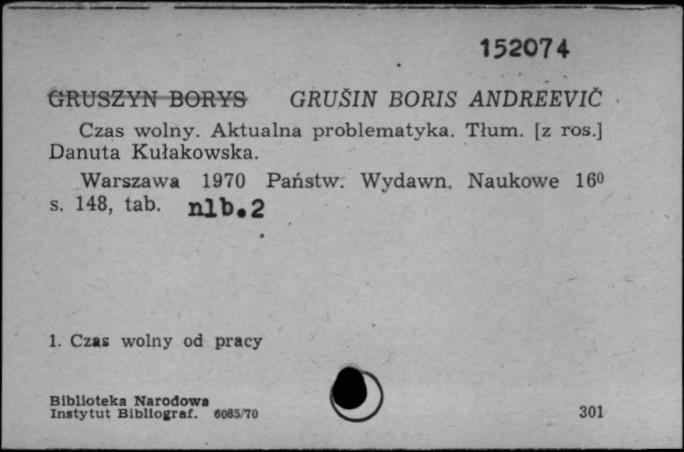 152074
GRUSZYN BORYS GRUŠIN BORIS ANDREEVIČ
Czas wolny. Aktualna problematyka. Tłum. [z ros.]
Danuta Kułakowska.
Warszawa 1970 Państw. Wydawn. Naukowe 16⁰
s. 148, tab. nlb.2
1. Czas wolny od pracy
Biblioteka Narodowa
Instytut Bibliograf. 6085/70
301